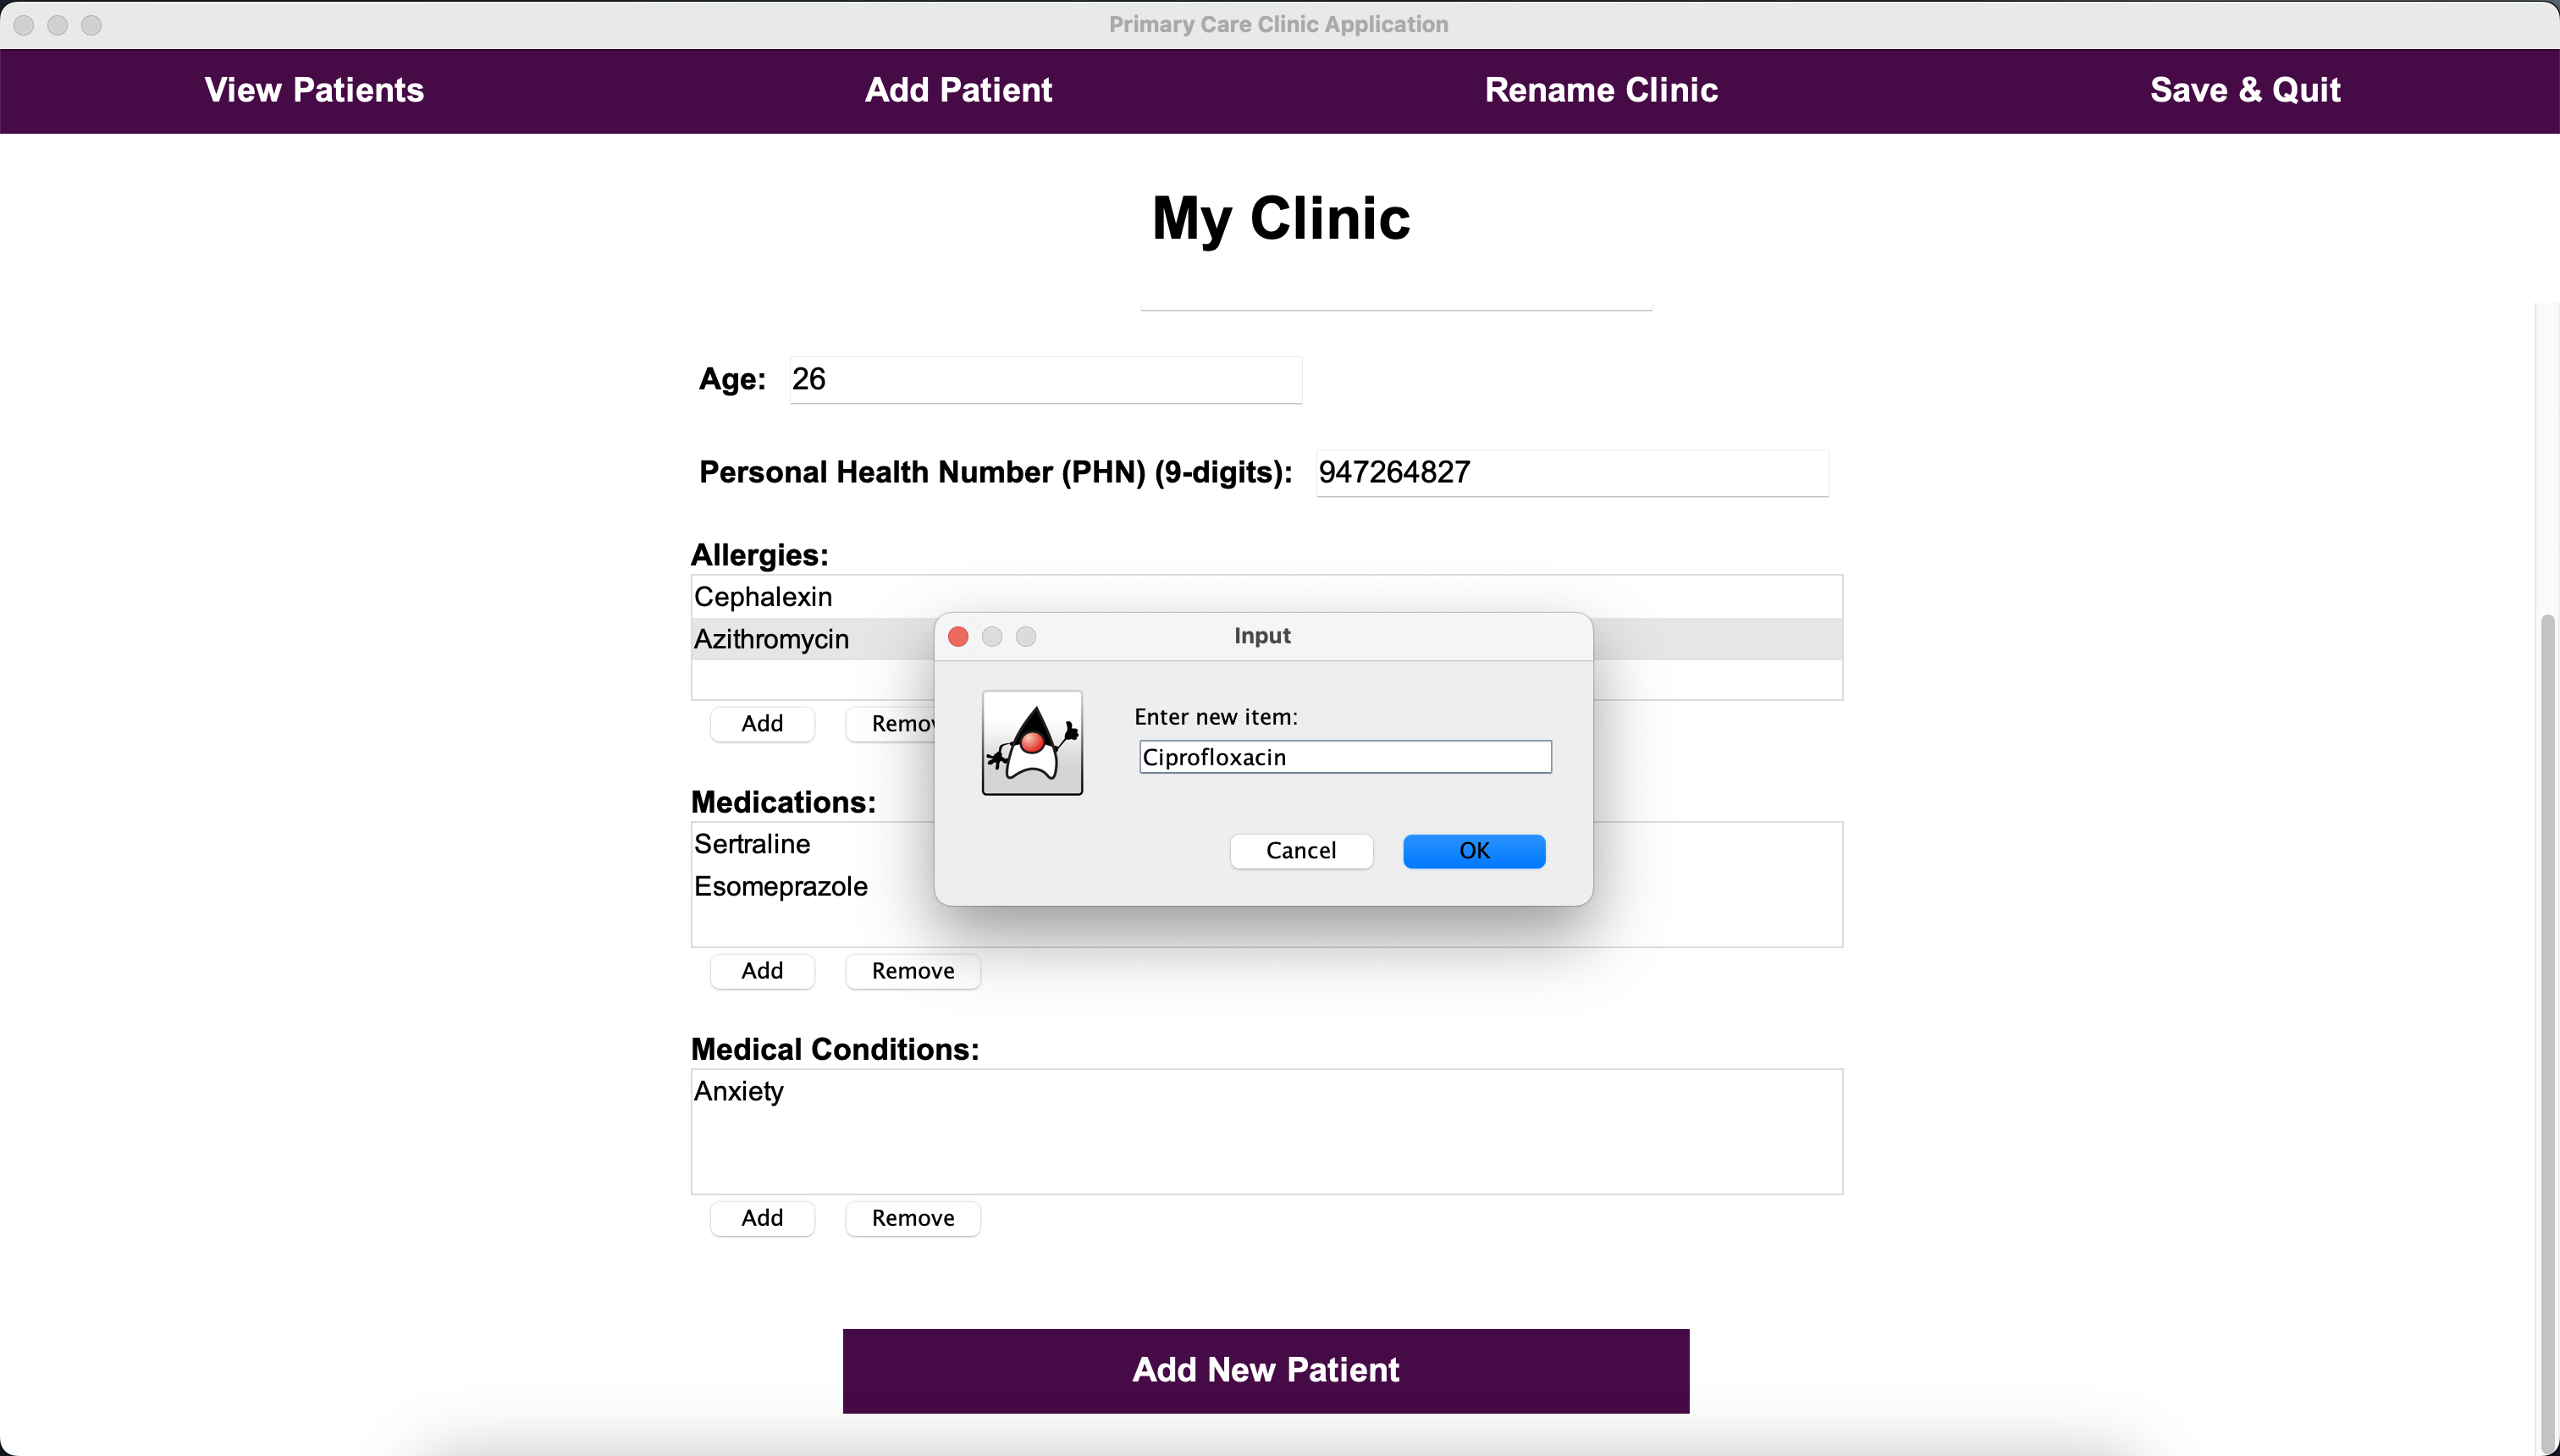 Primary Care Clinic Application
View Patients Add Patient Rename Clinic Save & Quit
My Clinic
Age: 26
Personal Health Number (PHN) (9-digits): 947264827
Allergies:
Cephalexin
Azithromycin
Add Remov
Input
Enter new item:
Ciprofloxacin
Cancel OK
Medications:
Sertraline
Esomeprazole
Add Remove
Medical Conditions:
Anxiety
Add Remove
Add New Patient